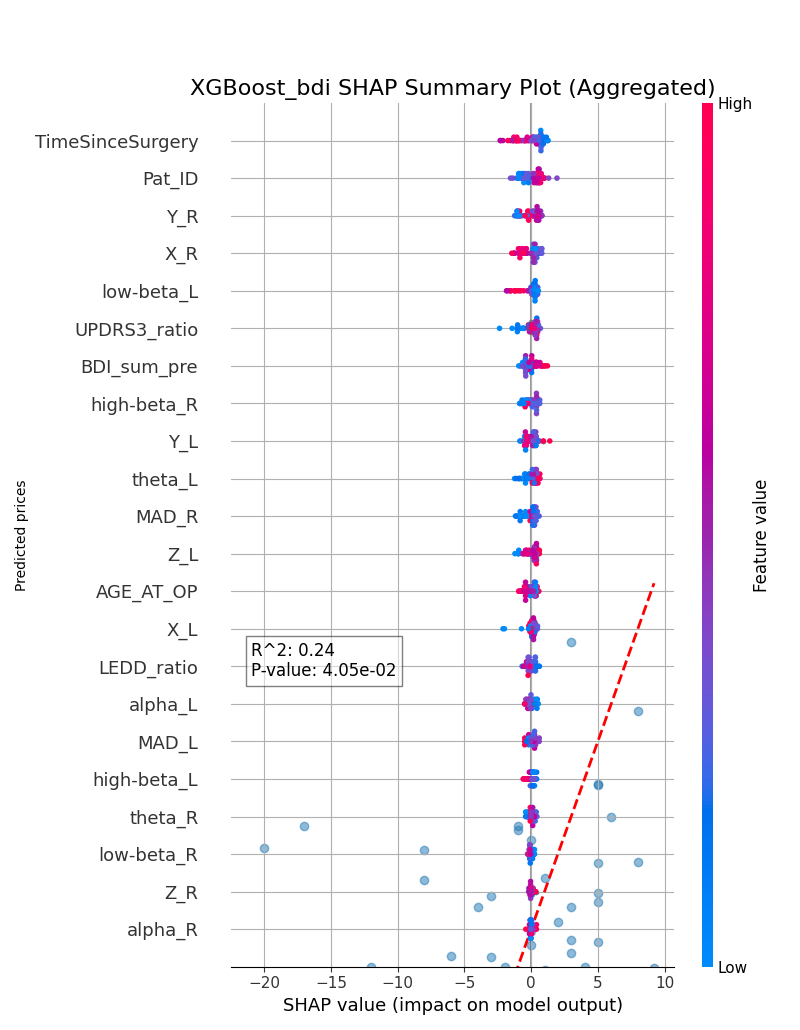 XGBoost_bdi SHAP Summary Plot (Aggregated)
High
TimeSinceSurgery
Pat_ID
Y_R
X_R
low-beta_L
UPDRS3_ratio
BDI_sum_pre
high-beta_R
Y_L
theta_L
MAD_R
Z_L
AGE_AT_OP
X_L
LEDD_ratio
alpha_L
MAD_L
high-beta_L
theta_R
low-beta_R
Z_R
alpha_R
Predicted prices
R^2: 0.24
P-value: 4.05e-02
Feature value
Low
−20 −15 −10 −5 0 5 10
SHAP value (impact on model output)